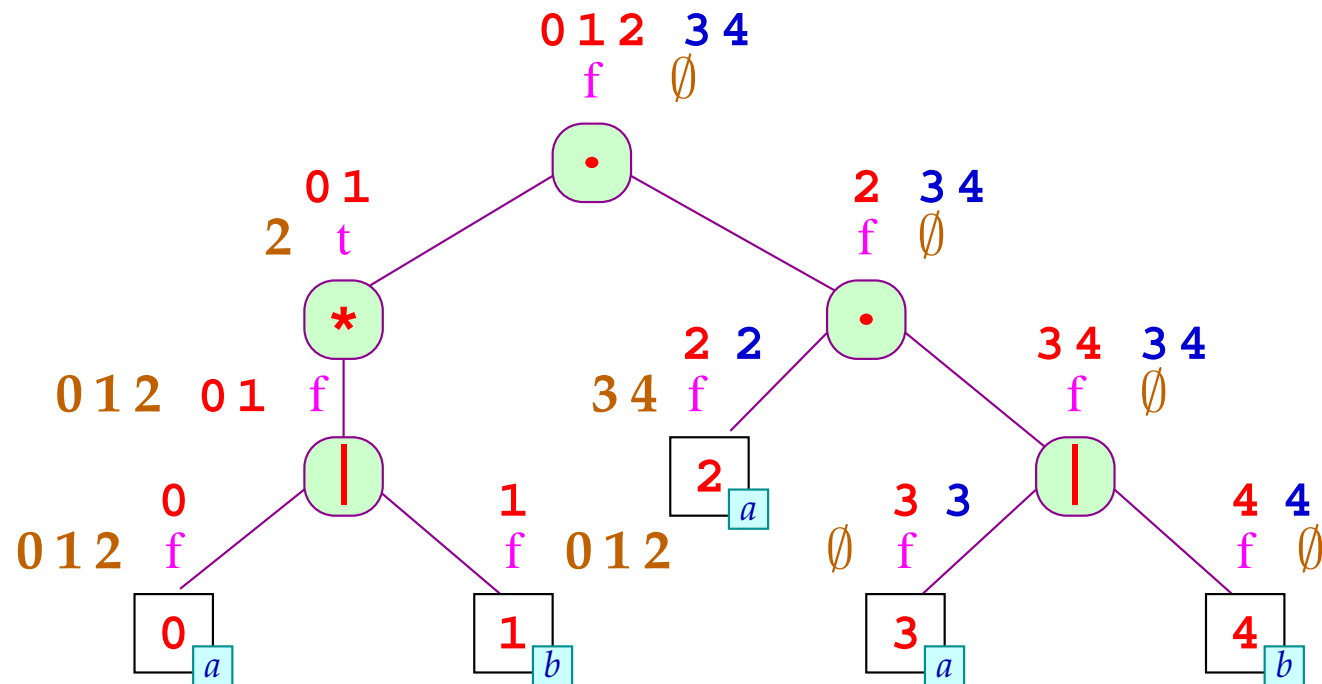 0 1 2 3 4
f ∅
•
0 1 2 3 4
2 t f ∅
* •
2 2 3 4 3 4
0 1 2 0 1 f 3 4 f f ∅
| 2 |
a
0 1 3 3 4 4
0 1 2 f f 0 1 2 ∅ f f ∅
0 1 3 4
a b a b